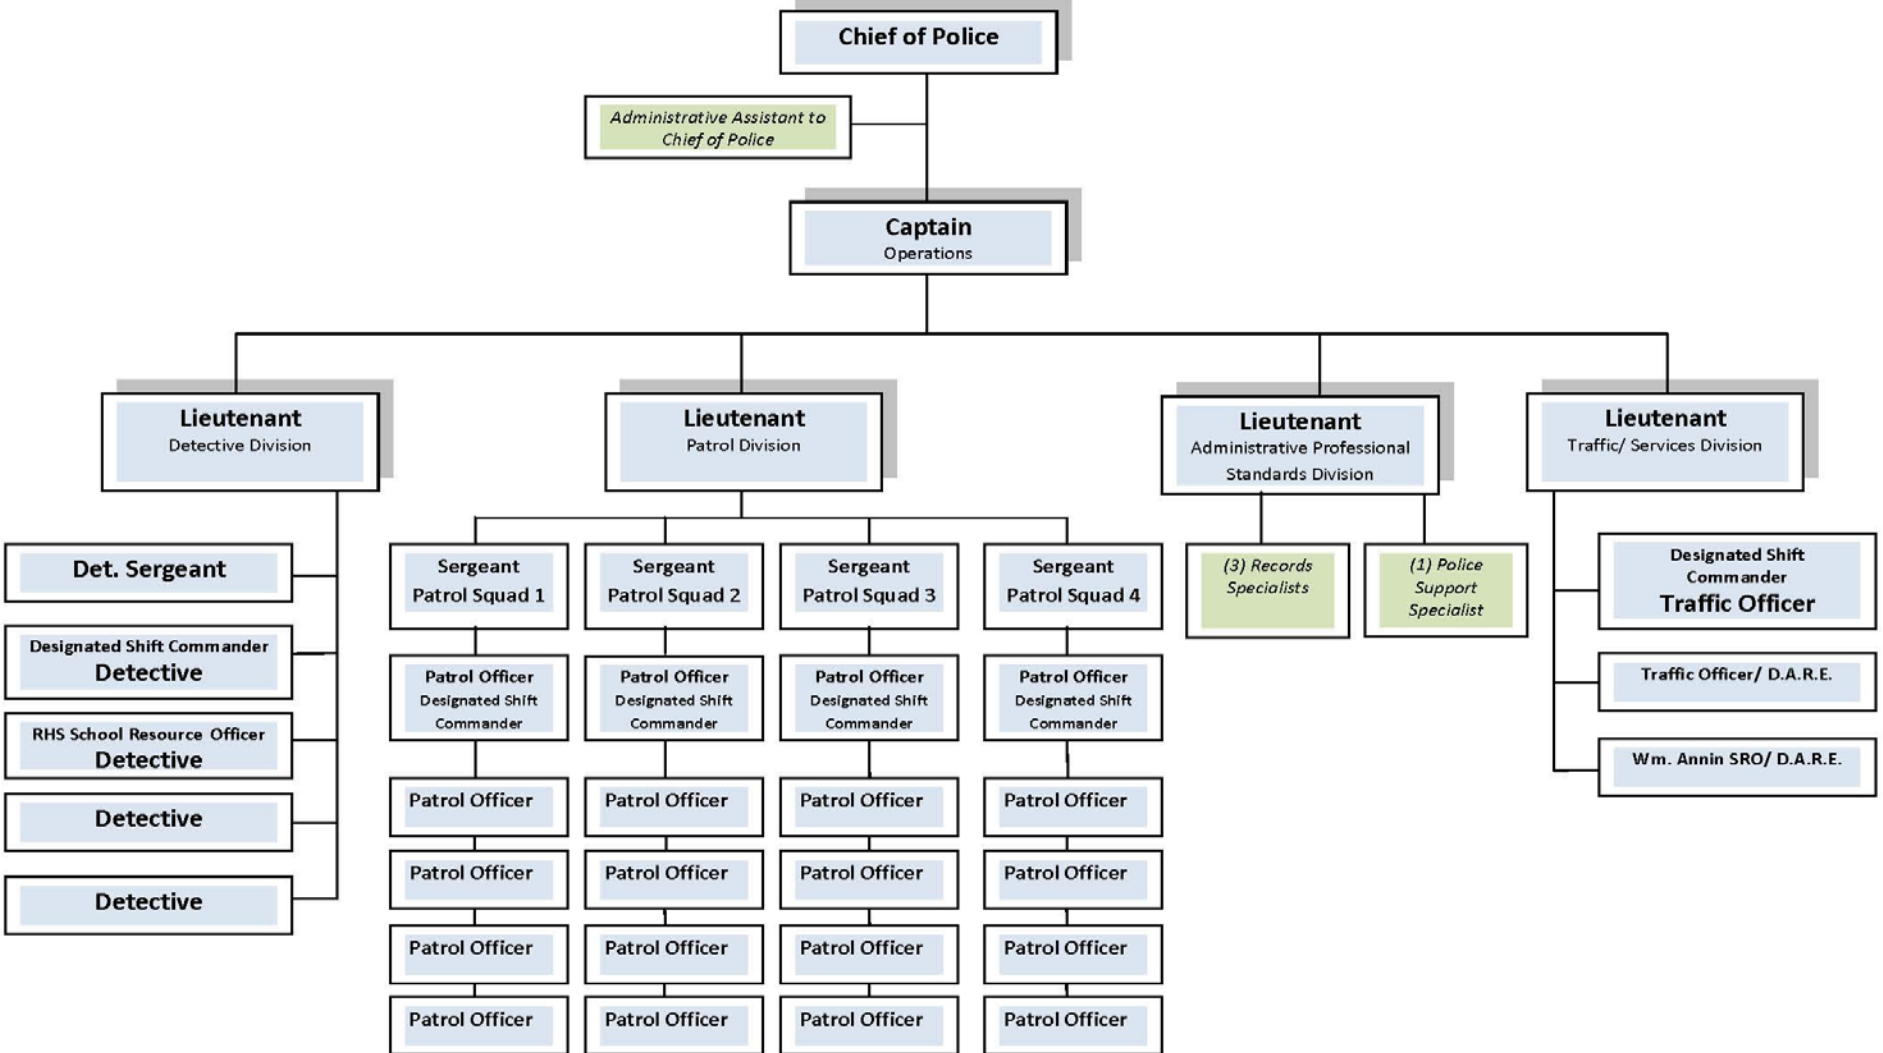 Chief of Police
Administrative Assistant to
Chief of Police
Captain
Operations
Lieutenant
Detective Division
Lieutenant
Patrol Division
Lieutenant
Administrative Professional
Standards Division
Lieutenant
Traffic/ Services Division
Det. Sergeant
Designated Shift Commander
Detective
RHS School Resource Officer
Detective
Detective
Detective
Sergeant
Patrol Squad 1
Patrol Officer
Designated Shift
Commander
Patrol Officer
Patrol Officer
Patrol Officer
Patrol Officer
Sergeant
Patrol Squad 2
Patrol Officer
Designated Shift
Commander
Patrol Officer
Patrol Officer
Patrol Officer
Patrol Officer
Sergeant
Patrol Squad 3
Patrol Officer
Designated Shift
Commander
Patrol Officer
Patrol Officer
Patrol Officer
Patrol Officer
Sergeant
Patrol Squad 4
Patrol Officer
Designated Shift
Commander
Patrol Officer
Patrol Officer
Patrol Officer
Patrol Officer
(3) Records
Specialists
(1) Police
Support
Specialist
Designated Shift
Commander
Traffic Officer
Traffic Officer/ D.A.R.E.
Wm. Annin SRO/ D.A.R.E.